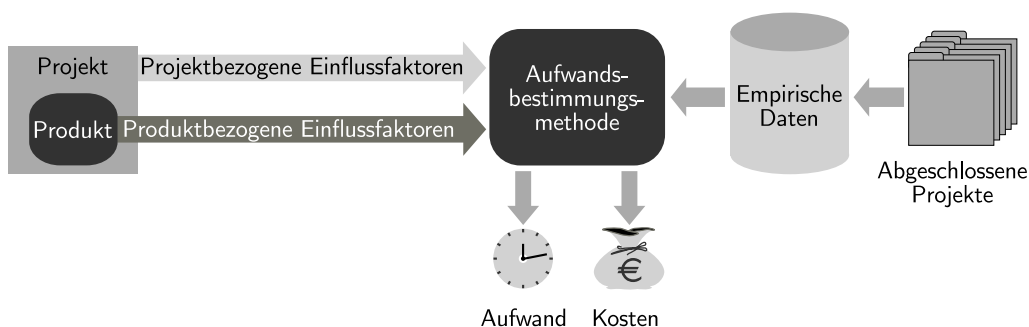 Projekt
Projektbezogene Einflussfaktoren
Produkt
Produktbezogene Einflussfaktoren
Aufwands-
bestimmungs-
methode
Empirische
Daten
Abgeschlossene
Projekte
€
Aufwand
Kosten